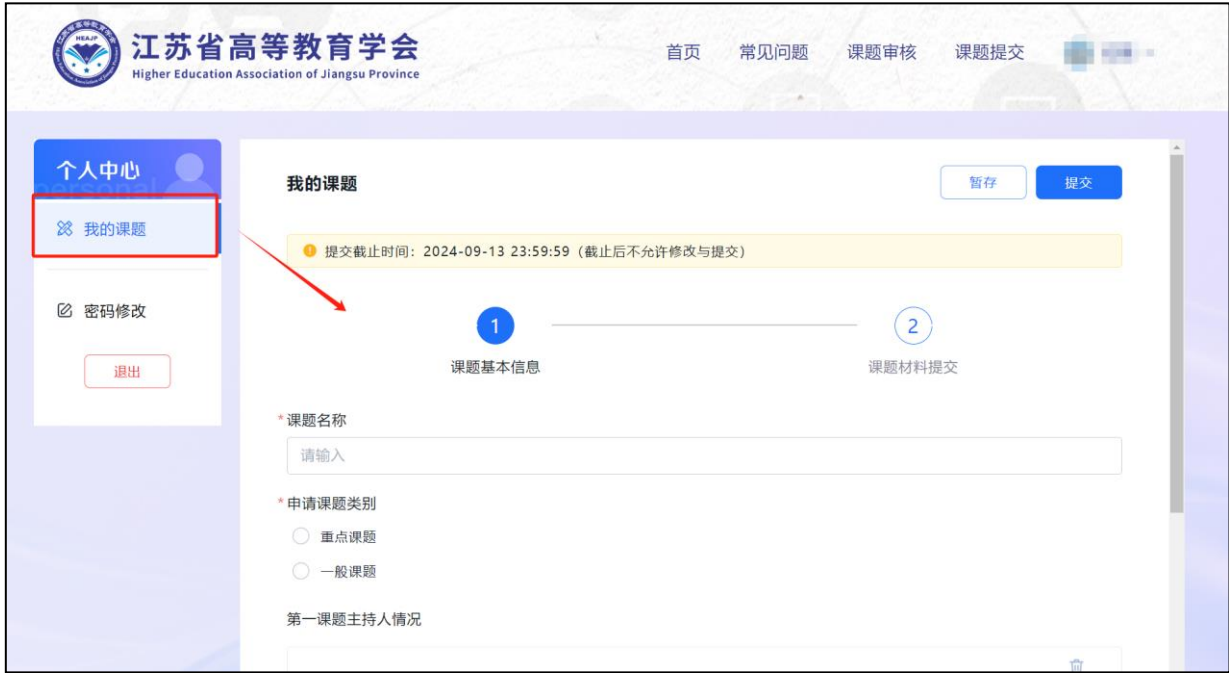 HEAJP
江苏省高等教育学会
Higher Education Association of Jiangsu Province
首页 常见问题 课题审核 课题提交
个人中心
personal
我的课题
密码修改
退出
我的课题
暂存 提交
提交截止时间：2024-09-13 23:59:59（截止后不允许修改与提交）
1 2
课题基本信息 课题材料提交
*课题名称
请输入
*申请课题类别
重点课题
一般课题
第一课题主持人情况